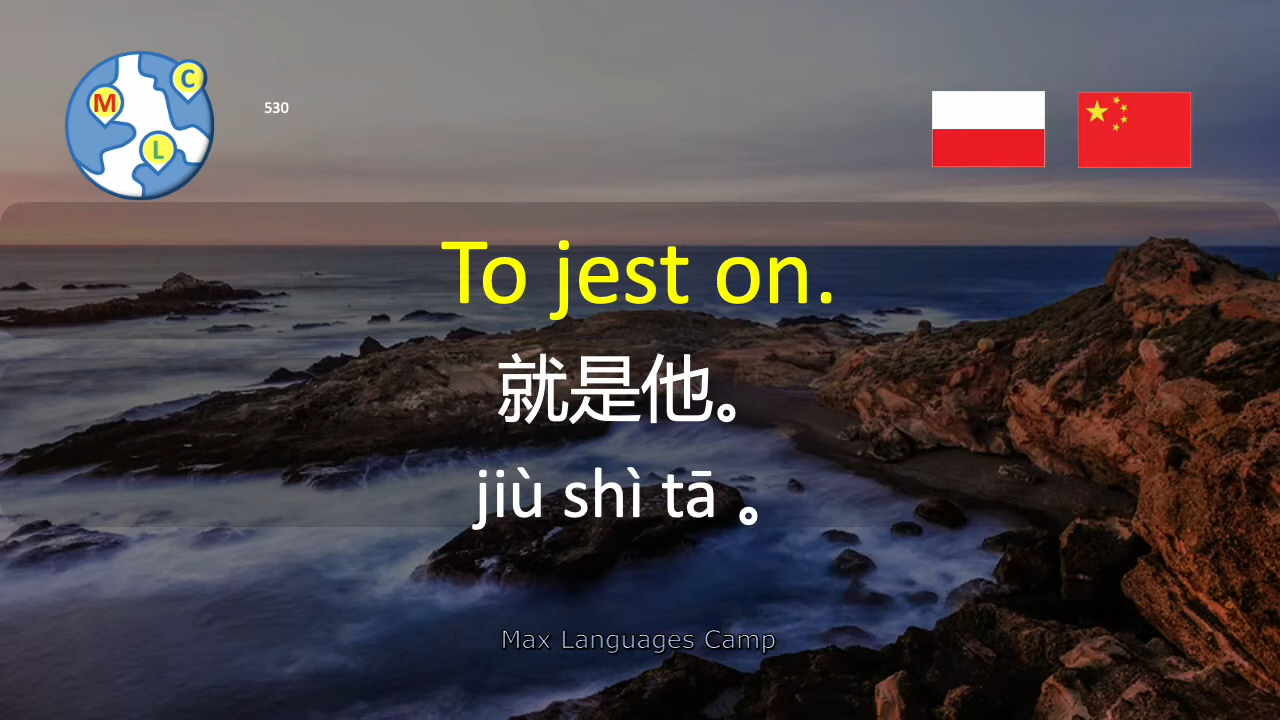 C
M
L
530
To jest on.
就是他。
jiù shì tā 。
Max Languages Camp